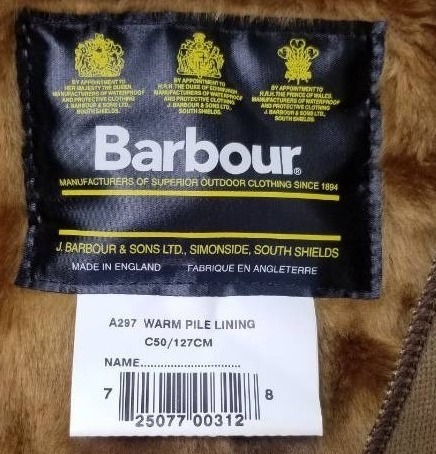 BY APPOINTMENT TO
HER MAJESTY THE QUEEN
MANUFACTURERS OF WATERPROOF
AND PROTECTIVE CLOTHING
J. BARBOUR & SONS LTD.,
SOUTH SHIELDS.
BY APPOINTMENT TO
H.R.H. THE DUKE OF EDINBURGH
MANUFACTURERS OF WATERPROOF
AND PROTECTIVE CLOTHING
J. BARBOUR & SONS LTD.,
SOUTH SHIELDS.
BY APPOINTMENT TO
H.R.H. THE PRINCE OF WALES
MANUFACTURERS OF WATERPROOF
AND PROTECTIVE CLOTHING
J. BARBOUR & SONS LTD.,
SOUTH SHIELDS.
Barbour®
MANUFACTURERS OF SUPERIOR OUTDOOR CLOTHING SINCE 1894
J. BARBOUR & SONS LTD., SIMONSIDE, SOUTH SHIELDS
MADE IN ENGLAND FABRIQUE EN ANGLETERRE
A297 WARM PILE LINING
C50/127CM
NAME..............................
7 25077 00312 8